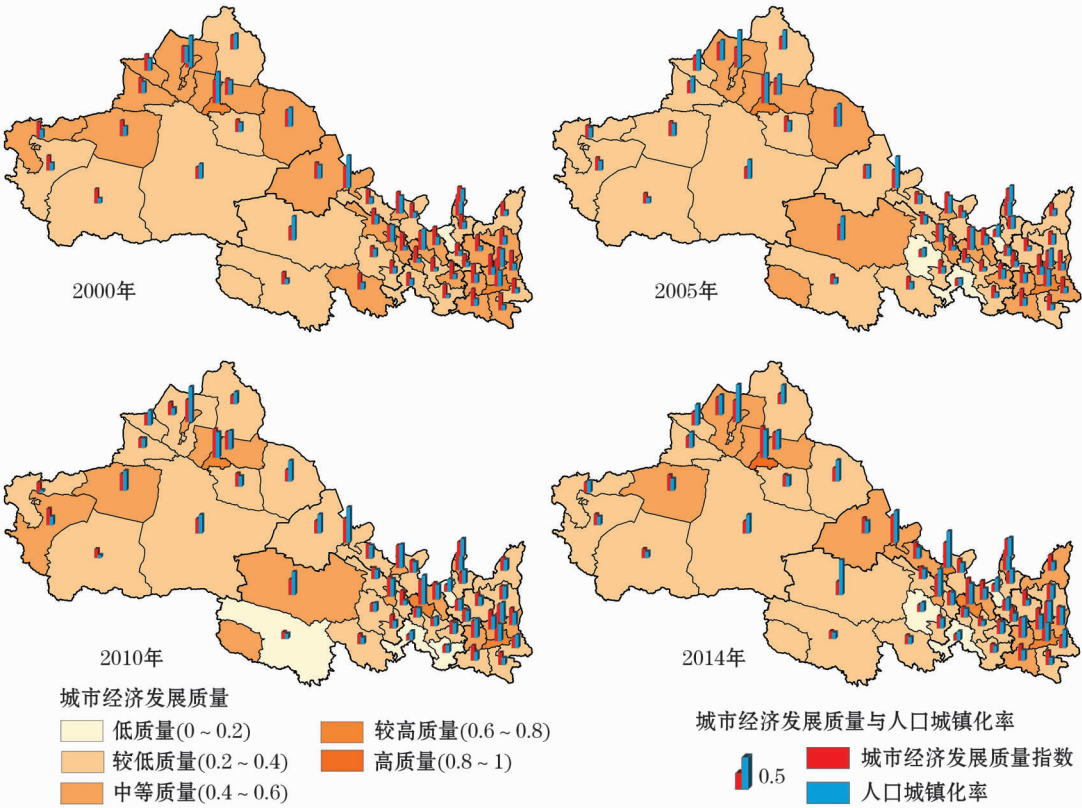 2000年
2005年
2010年
2014年
城市经济发展质量
低质量(0~0.2)
较低质量(0.2~0.4)
中等质量(0.4~0.6)
较高质量(0.6~0.8)
高质量(0.8~1)
城市经济发展质量与人口城镇化率
0.5
城市经济发展质量指数
人口城镇化率